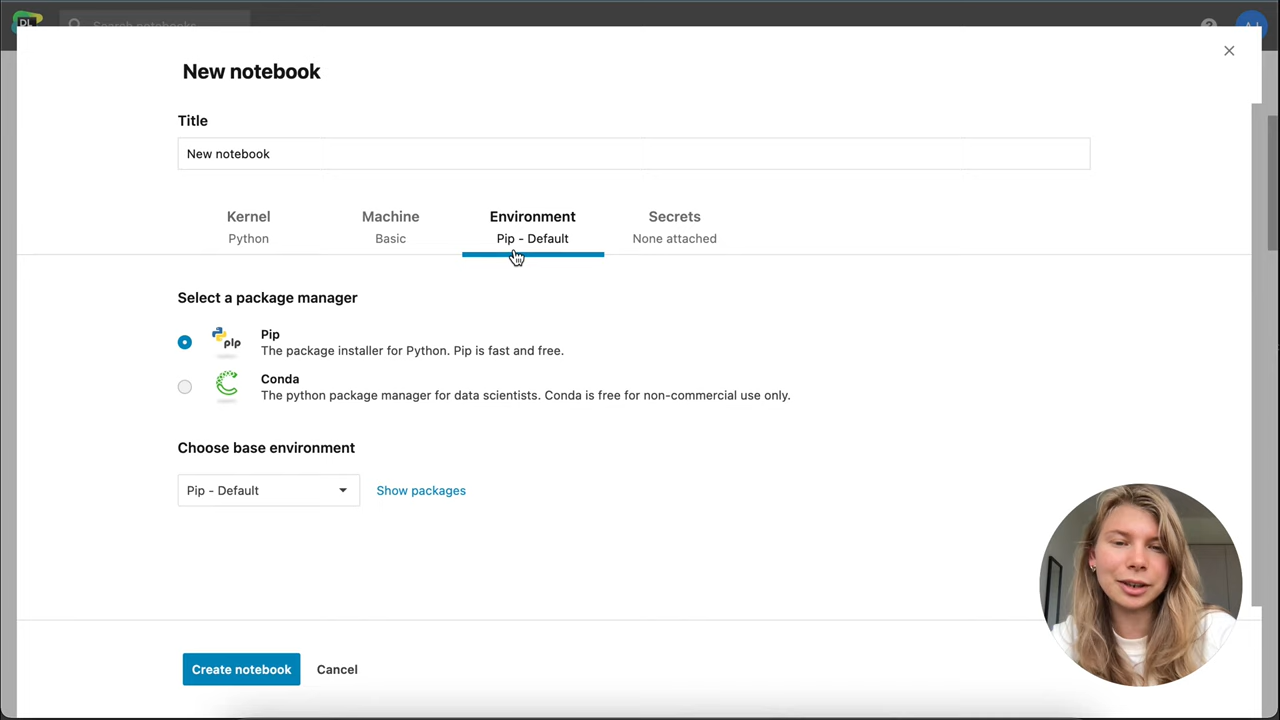 DL
Search notebooks
AJ
New notebook
Title
New notebook
Kernel
Python
Machine
Basic
Environment
Pip - Default
Secrets
None attached
Select a package manager
pip
Pip
The package installer for Python. Pip is fast and free.
Conda
The python package manager for data scientists. Conda is free for non-commercial use only.
Choose base environment
Pip - Default
Show packages
Create notebook
Cancel